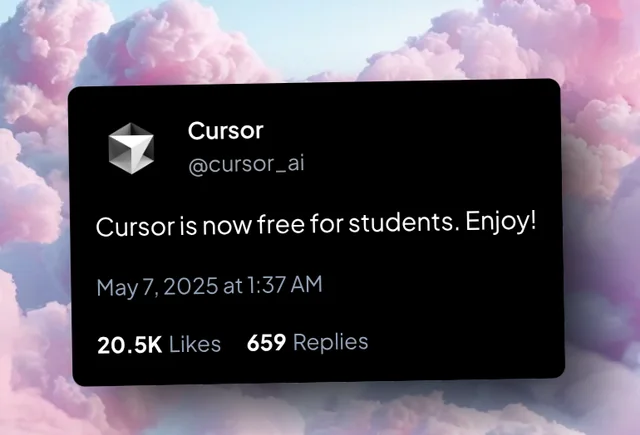 Cursor
@cursor_ai
Cursor is now free for students. Enjoy!
May 7, 2025 at 1:37 AM
20.5K Likes 659 Replies